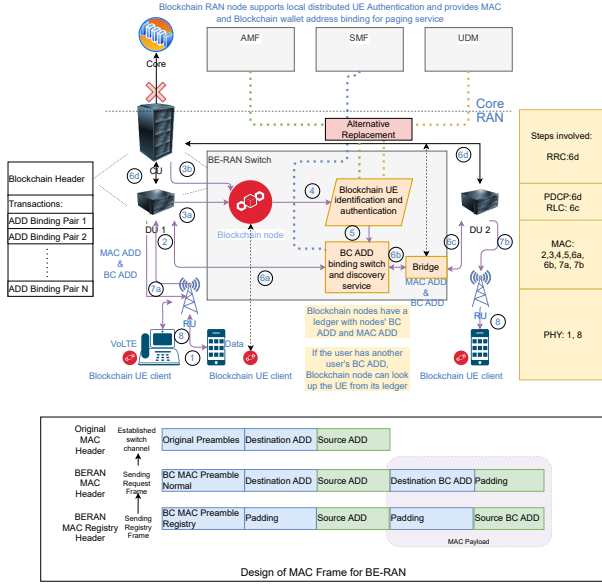 Blockchain RAN node supports local distributed UE Authentication and provides MAC
and Blockchain wallet address binding for paging service
AMF
SMF
UDM
Core
Core
RAN
Alternative
Replacement
Steps involved:
RRC:6d
PDCP:6d
RLC: 6c
MAC:
2,3,4,5,6a,
6b, 7a, 7b
PHY: 1, 8
Blockchain Header
Transactions:
ADD Binding Pair 1
ADD Binding Pair 2
ADD Binding Pair N
CU
6d
3b
BE-RAN Switch
6d
3a
4
Blockchain UE
identification and
authentication
DU 1
Blockchain node
DU 2
2
5
7b
MAC ADD
&
BC ADD
6a
BC ADD
binding switch
and discovery
service
6b
Bridge
6c
MAC ADD
&
BC ADD
7a
RU
RU
8
8
VoLTE
1
Data
Blockchain UE client
Blockchain UE client
Blockchain UE client
Blockchain nodes have a
ledger with nodes' BC
ADD and MAC ADD
If the user has another
user's BC ADD,
Blockchain node can look
up the UE from its ledger
Original
MAC
Header
Established
switch
channel
Original Preambles
Destination ADD
Source ADD
BERAN
MAC
Header
Sending
Request
Frame
BC MAC Preamble
Normal
Destination ADD
Source ADD
Destination BC ADD
Padding
BERAN
MAC Registry
Header
Sending
Registry
Frame
BC MAC Preamble
Registry
Padding
Source ADD
Padding
Source BC ADD
MAC Payload
Design of MAC Frame for BE-RAN